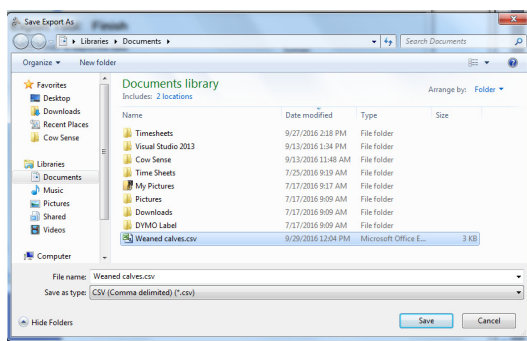 Save Export As
Finish
Libraries
Documents
Search Documents
Organize
New folder
Favorites
Desktop
Downloads
Recent Places
Cow Sense
Libraries
Documents
Music
Pictures
Shared
Videos
Computer
Documents library
Includes: 2 locations
Arrange by: Folder
Name Date modified Type Size
Timesheets 9/27/2016 2:18 PM File folder
Visual Studio 2013 9/13/2016 1:34 PM File folder
Cow Sense 9/13/2016 11:48 AM File folder
Time Sheets 7/25/2016 9:19 AM File folder
My Pictures 7/17/2016 9:17 AM File folder
Pictures 7/17/2016 9:09 AM File folder
Downloads 7/17/2016 9:09 AM File folder
DYMO Label 7/17/2016 9:09 AM File folder
Weaned calves.csv 9/29/2016 12:04 PM Microsoft Office E... 3 KB
File name: Weaned calves.csv
Save as type: CSV (Comma delimited) (*.csv)
Hide Folders
Save
Cancel